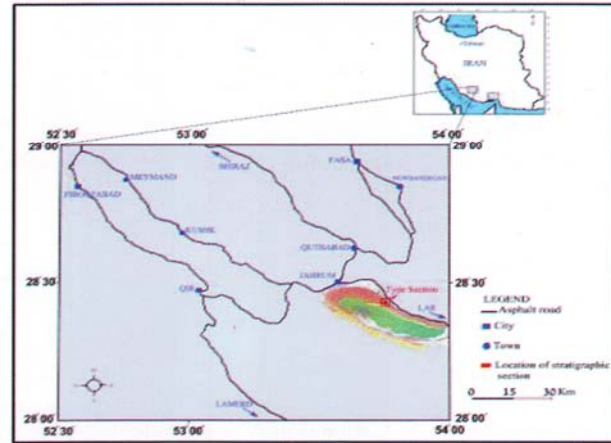 IRAN
52 30
53 00
54 00
29 00
29 00
SHIRAZ
FASA
MEYMAND
FIROUZABAD
QUTBABAD
JAHRUM
28 30
28 30
Type Section
QIR
LAR
LEGEND
Asphalt road
City
Town
Location of stratigraphic
section
0 15 30 Km
LAMERD
28 00
28 00
52 30
53 00
54 00